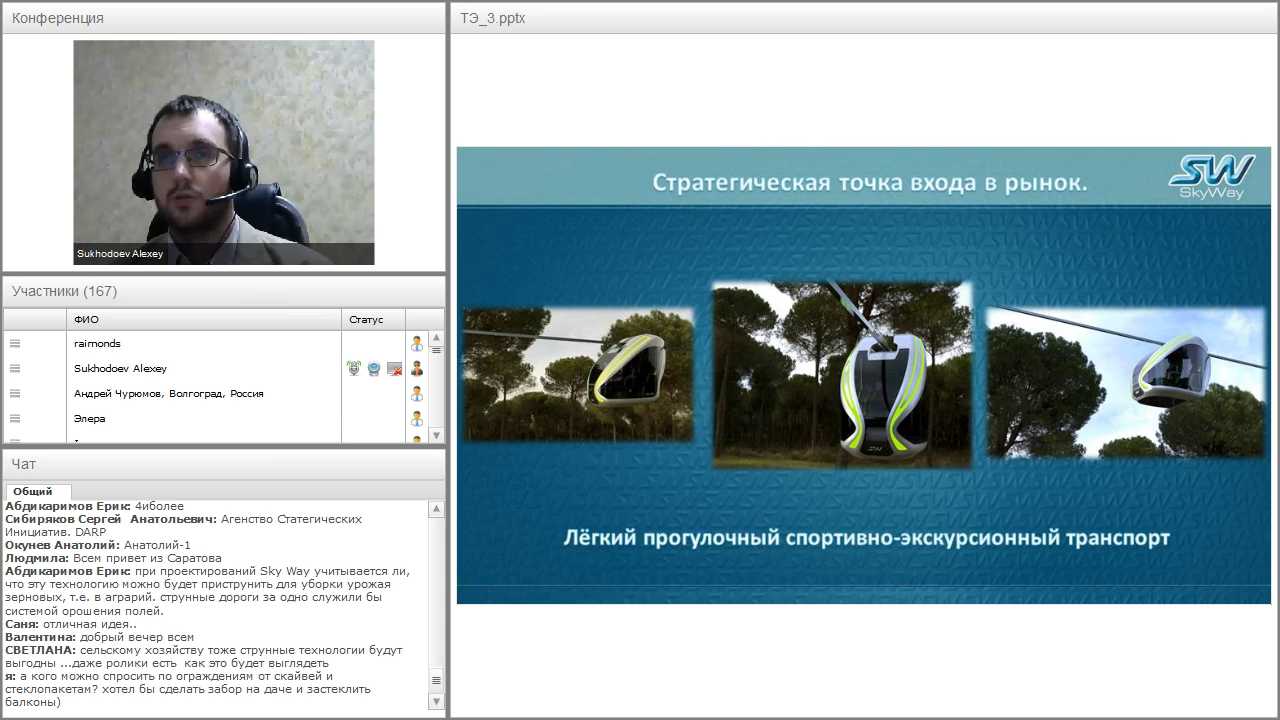 Конференция
Sukhodoev Alexey
Участники (167)
ФИО
Статус
raimonds
Sukhodoev Alexey
Андрей Чурюмов, Волгоград, Россия
Элера
Чат
Общий
Абдикаримов Ерик: 4иболее
Сибиряков Сергей Анатольевич: Агенство Статегических
Инициатив. DARP
Окунев Анатолий: Анатолий-1
Людмила: Всем привет из Саратова
Абдикаримов Ерик: при проектирований Sky Way учитывается ли,
что эту технологию можно будет приструнить для уборки урожая
зерновых, т.е. в аграрий. струнные дороги за одно служили бы
системой орошения полей.
Саня: отличная идея..
Валентина: добрый вечер всем
СВЕТЛАНА: сельскому хозяйству тоже струнные технологии будут
выгодны ...даже ролики есть как это будет выглядеть
я: а кого можно спросить по ограждениям от скайвей и
стеклопакетам? хотел бы сделать забор на даче и застеклить
балконы)
ТЭ_3.pptx
Стратегическая точка входа в рынок.
SW
SkyWay
SW
Лёгкий прогулочный спортивно-экскурсионный транспорт